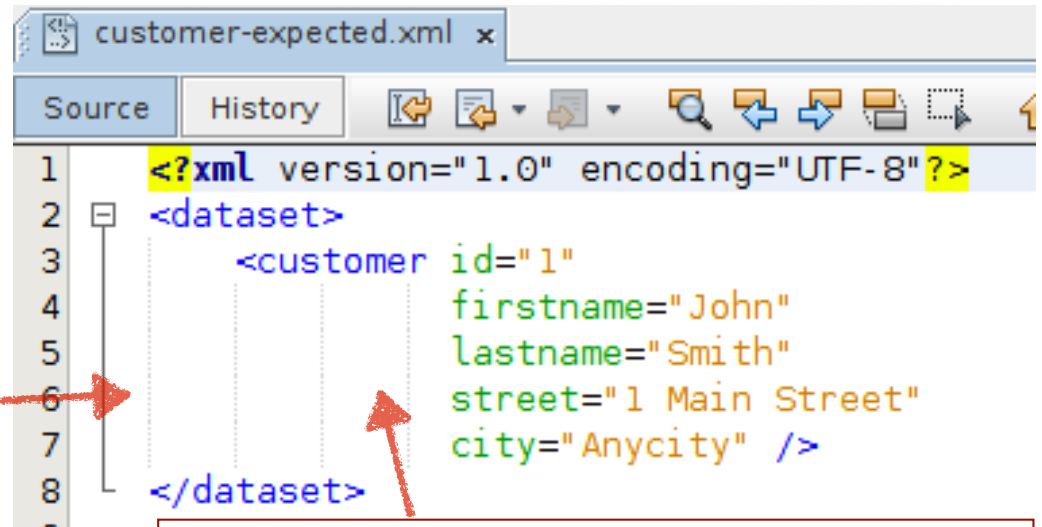 customer-expected.xml x
Source History
1 <?xml version="1.0" encoding="UTF-8"?>
2 <dataset>
3 <customer id="1"
4 firstname="John"
5 lastname="Smith"
6 street="1 Main Street"
7 city="Anycity" />
8 </dataset>